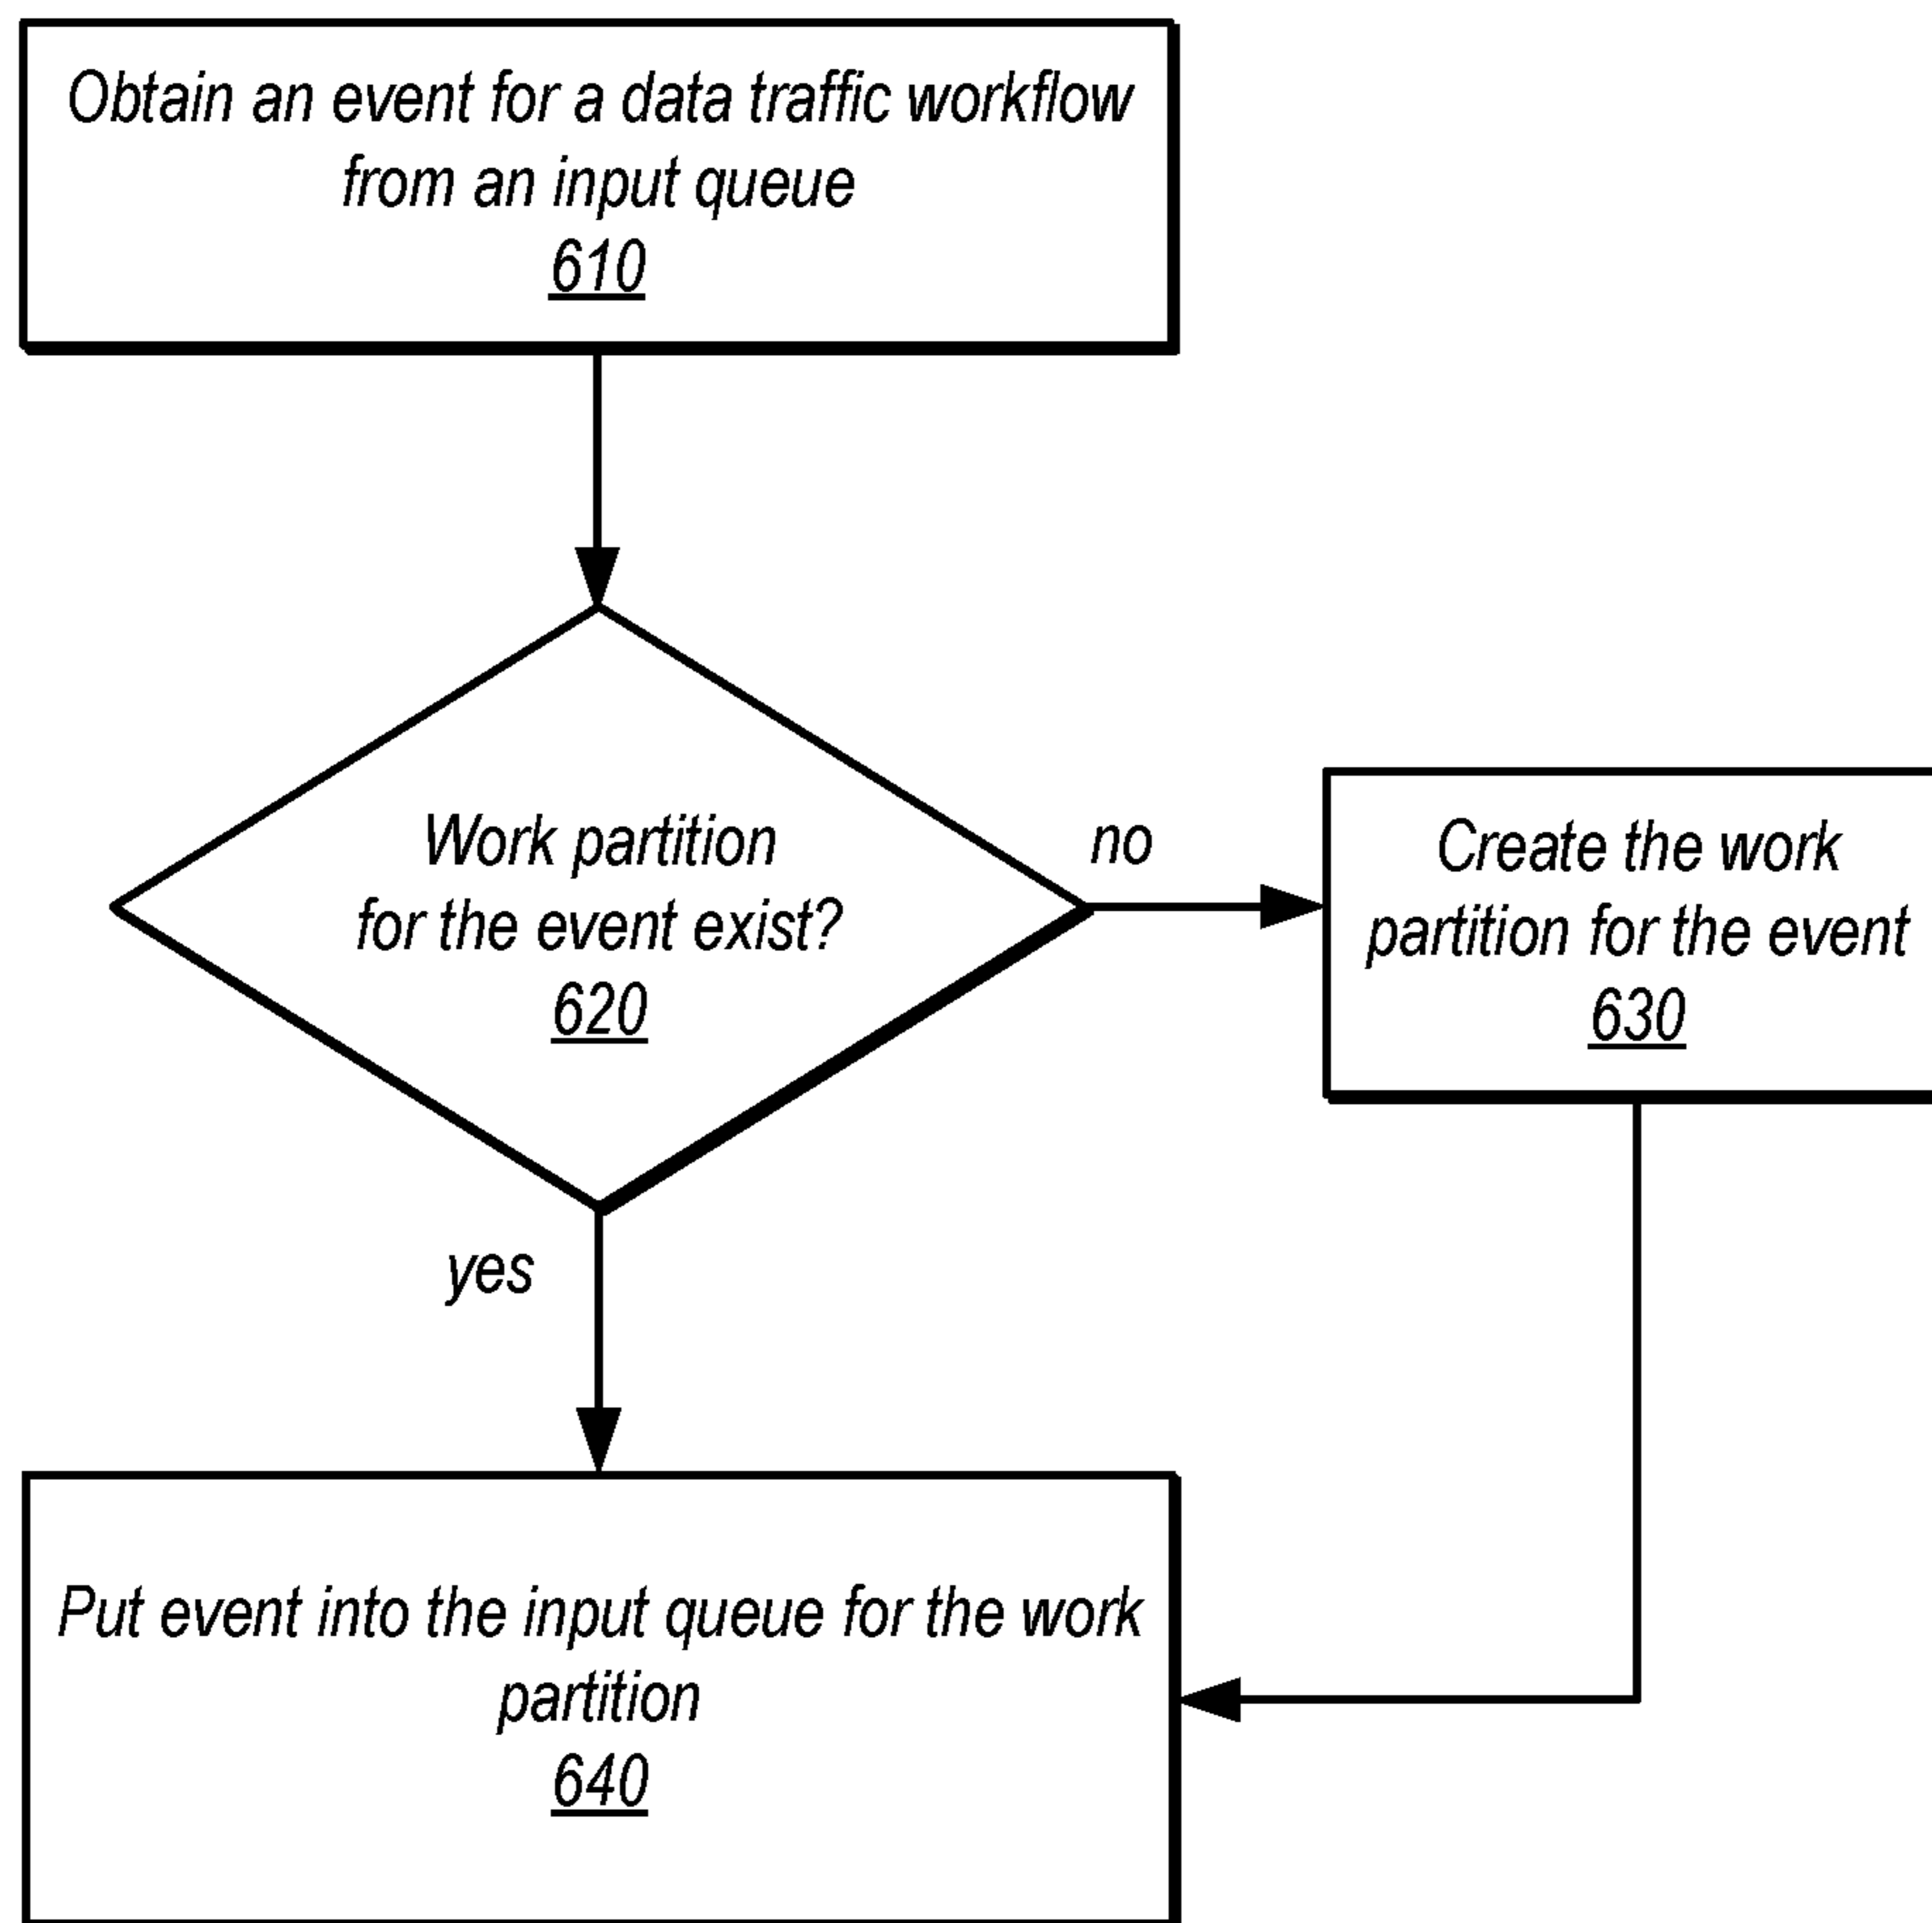 Obtain an event for a data traffic workflow
from an input queue
610
Work partition
for the event exist?
620
no
Create the work
partition for the event
630
yes
Put event into the input queue for the work
partition
640